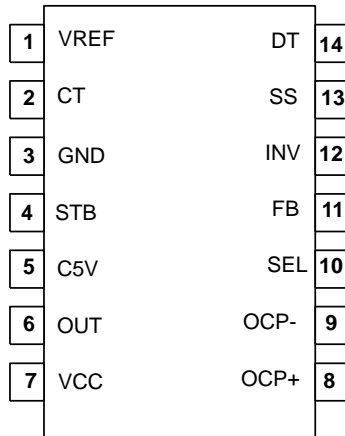 1 VREF DT 14
2 CT SS 13
3 GND INV 12
4 STB FB 11
5 C5V SEL 10
6 OUT OCP- 9
7 VCC OCP+ 8